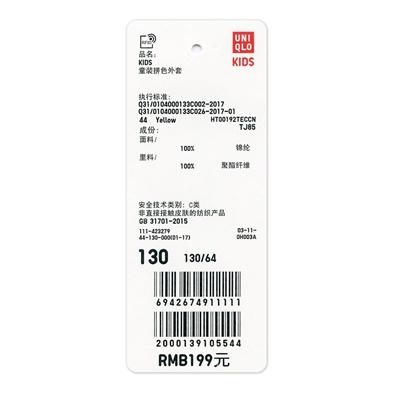 RFID
UNI
QLO
KIDS
品名:
KIDS
童装拼色外套
执行标准:
Q31/0104000133C002-2017
Q31/0104000133C026-2017-01
44 Yellow HT00192TECCN
成份: TJ85
面料/
100% 锦纶
里料/
100% 聚酯纤维
安全技术类别: C类
非直接接触皮肤的纺织产品
GB 31701-2015
111-423279 03-11-
44-130-000(01-17) 0H003A
130 130/64
6942674911111
2000139105544
RMB199元